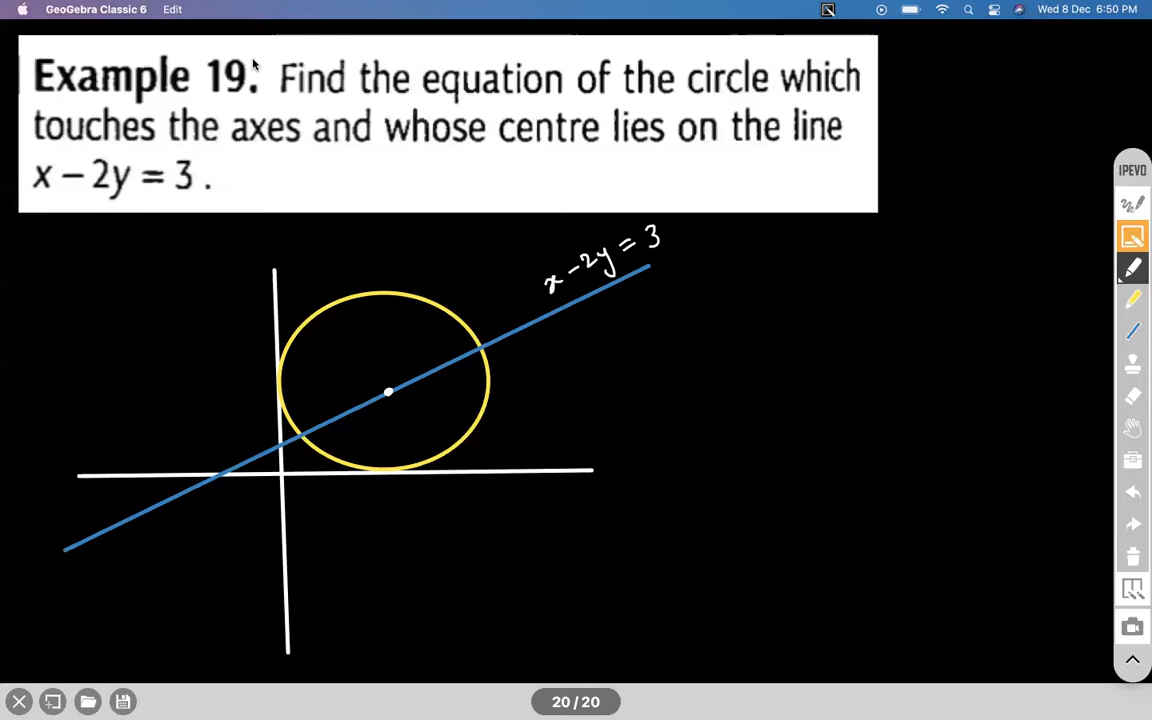 GeoGebra Classic 6 Edit Wed 8 Dec 6:50 PM
Example 19. Find the equation of the circle which
touches the axes and whose centre lies on the line
x – 2y = 3 .
x – 2y = 3
IPEVO
20 / 20